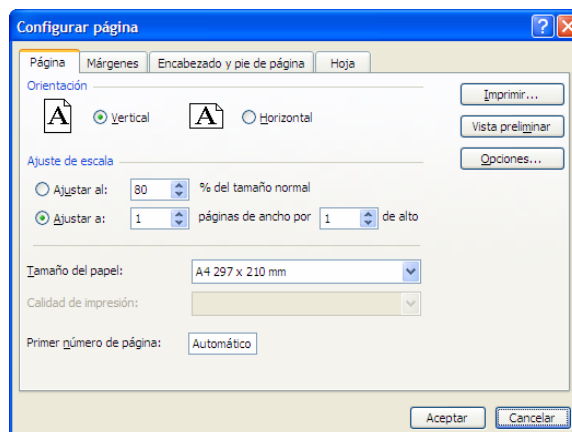 Configurar página
Página Márgenes Encabezado y pie de página Hoja
Orientación
A Vertical A Horizontal
Imprimir...
Vista preliminar
Opciones...
Ajuste de escala
Ajustar al: 80 % del tamaño normal
Ajustar a: 1 páginas de ancho por 1 de alto
Tamaño del papel: A4 297 x 210 mm
Calidad de impresión:
Primer número de página: Automático
Aceptar Cancelar